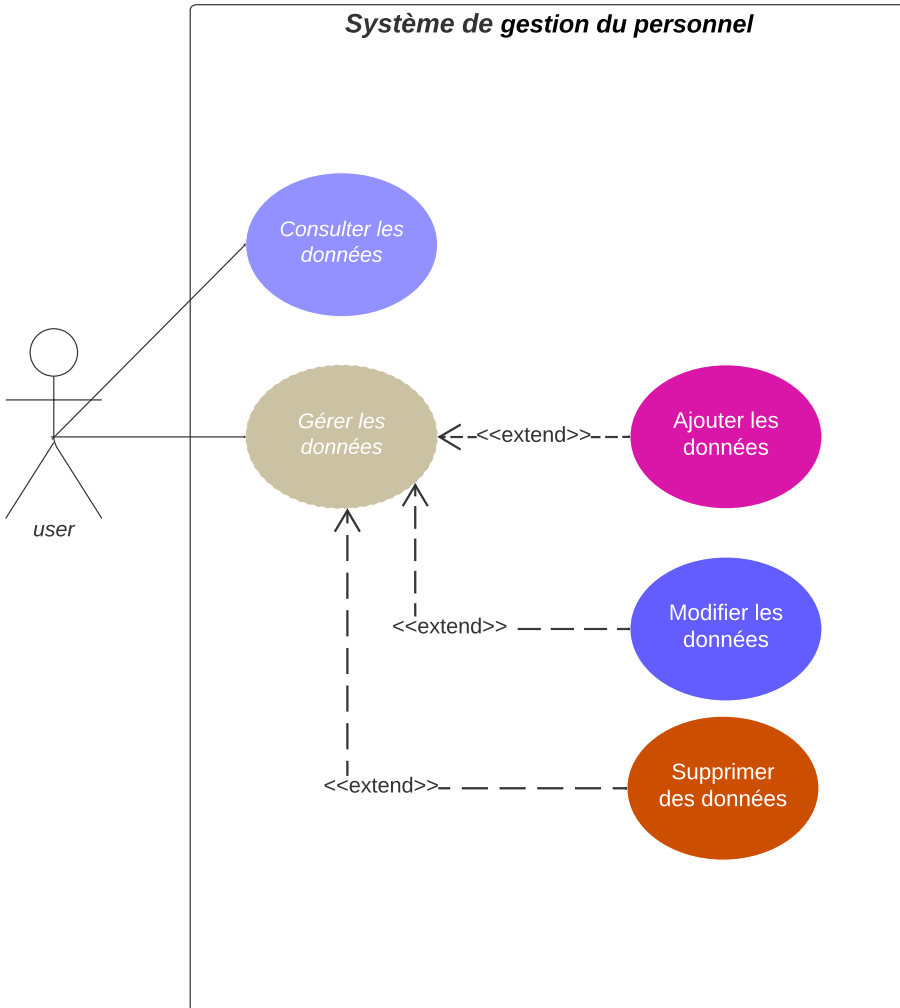 Système de gestion du personnel
Consulter les
données
Gérer les
données
<<extend>>
Ajouter les
données
user
<<extend>>
Modifier les
données
<<extend>>
Supprimer
des données